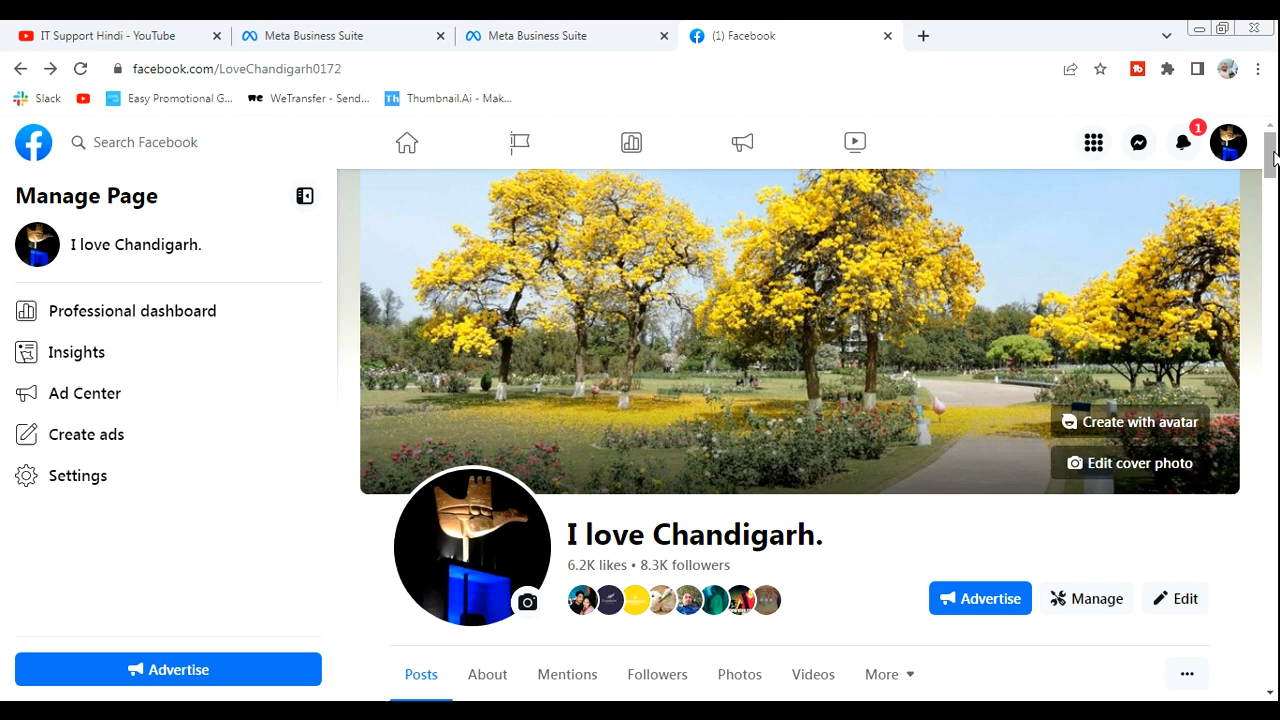 IT Support Hindi - YouTube
Meta Business Suite
Meta Business Suite
(1) Facebook
facebook.com/LoveChandigarh0172
Slack
Easy Promotional G...
we WeTransfer - Send...
Th Thumbnail.Ai - Mak...
Search Facebook
1
Manage Page
I love Chandigarh.
Professional dashboard
Insights
Ad Center
Create ads
Settings
Advertise
Create with avatar
Edit cover photo
I love Chandigarh.
6.2K likes • 8.3K followers
Advertise
Manage
Edit
Posts
About
Mentions
Followers
Photos
Videos
More